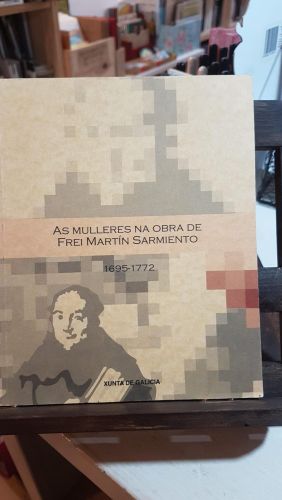 AS MULLERES NA OBRA DE
FREI MARTÍN SARMIENTO
1695-1772
XUNTA DE GALICIA